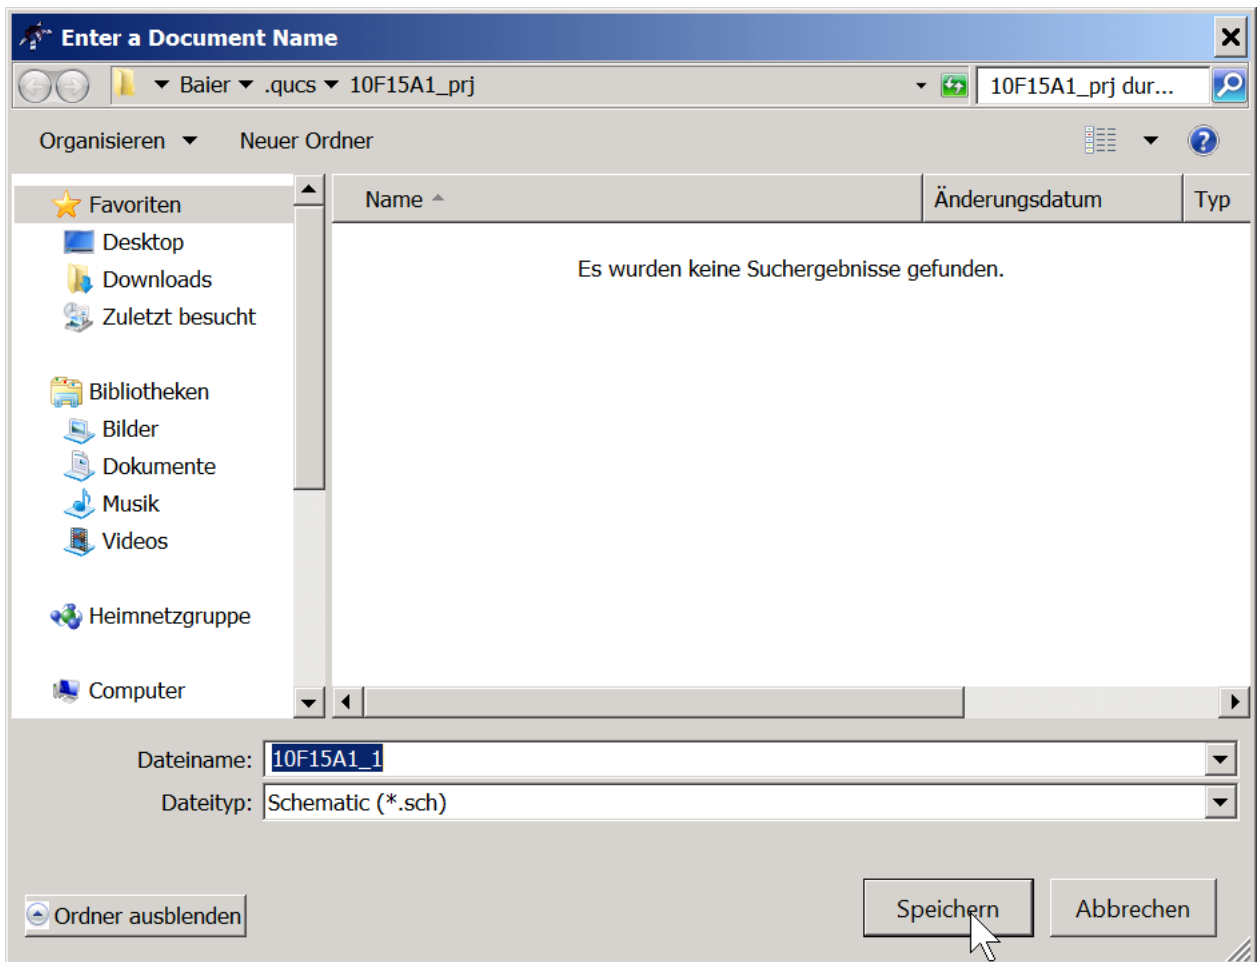 Enter a Document Name
Baier .qucs 10F15A1_prj
10F15A1_prj dur...
Organisieren Neuer Ordner
Name Änderungsdatum Typ
Favoriten
Desktop
Downloads
Zuletzt besucht
Bibliotheken
Bilder
Dokumente
Musik
Videos
Heimnetzgruppe
Computer
Es wurden keine Suchergebnisse gefunden.
Dateiname: 10F15A1_1
Dateityp: Schematic (*.sch)
Ordner ausblenden
Speichern
Abbrechen